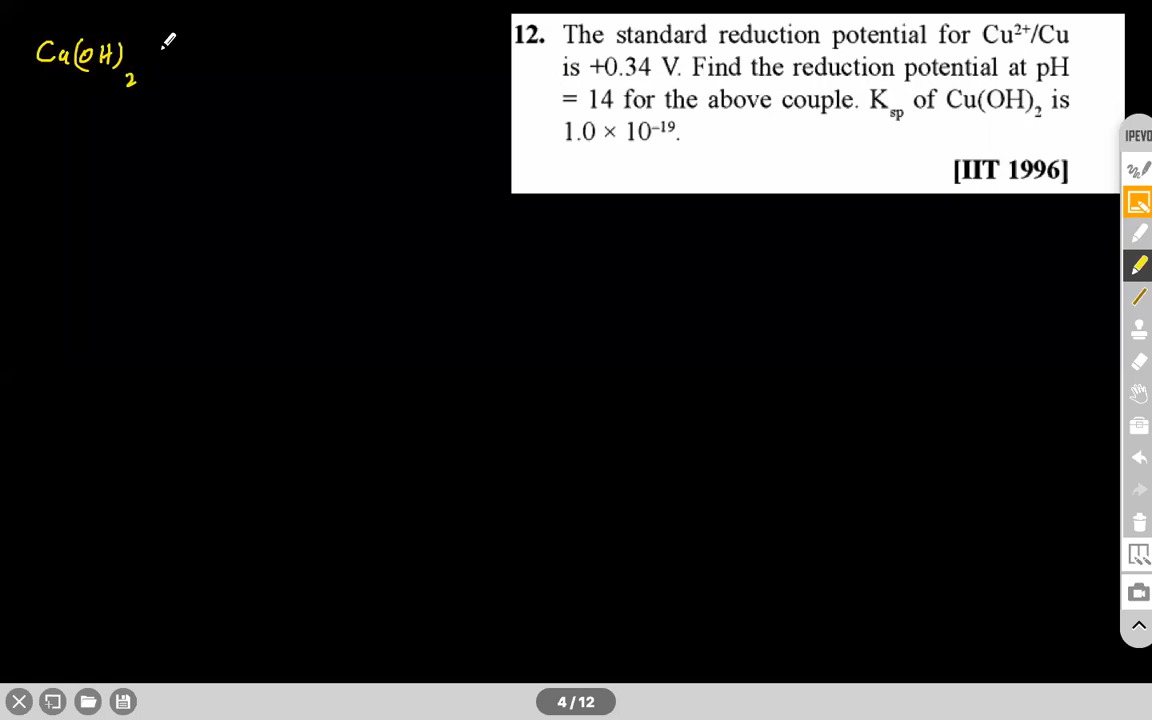 Cu(OH)₂
12. The standard reduction potential for Cu²⁺/Cu
is +0.34 V. Find the reduction potential at pH
= 14 for the above couple. Kₛₚ of Cu(OH)₂ is
1.0 × 10⁻¹⁹.
[IIT 1996]
IPEVO
4 / 12